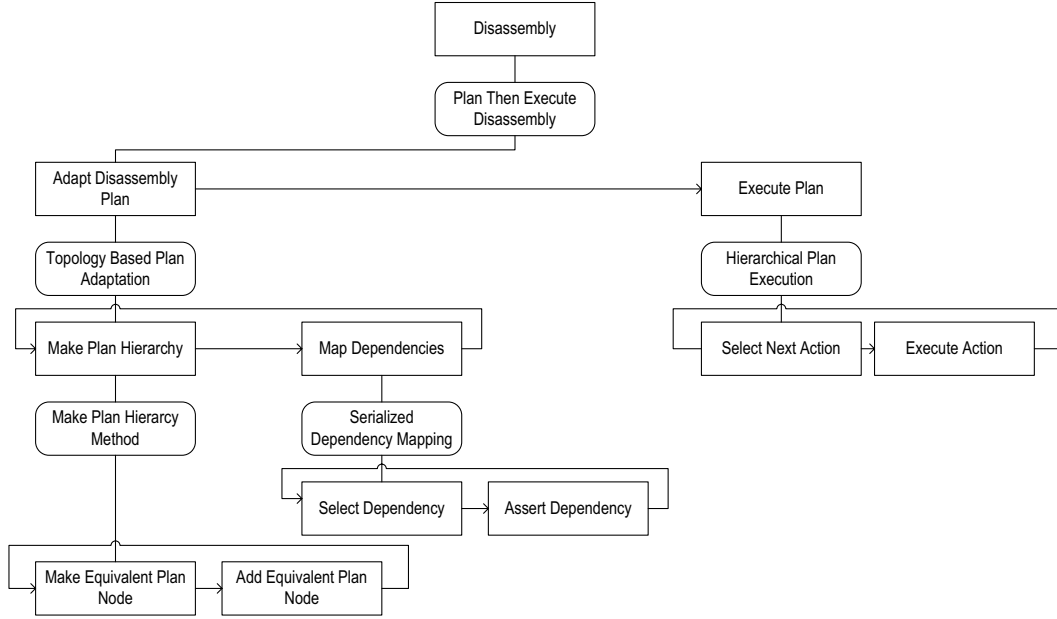 Disassembly
Plan Then Execute
Disassembly
Adapt Disassembly
Plan
Execute Plan
Topology Based Plan
Adaptation
Hierarchical Plan
Execution
Make Plan Hierarchy
Map Dependencies
Select Next Action
Execute Action
Make Plan Hierarcy
Method
Serialized
Dependency Mapping
Select Dependency
Assert Dependency
Make Equivalent Plan
Node
Add Equivalent Plan
Node